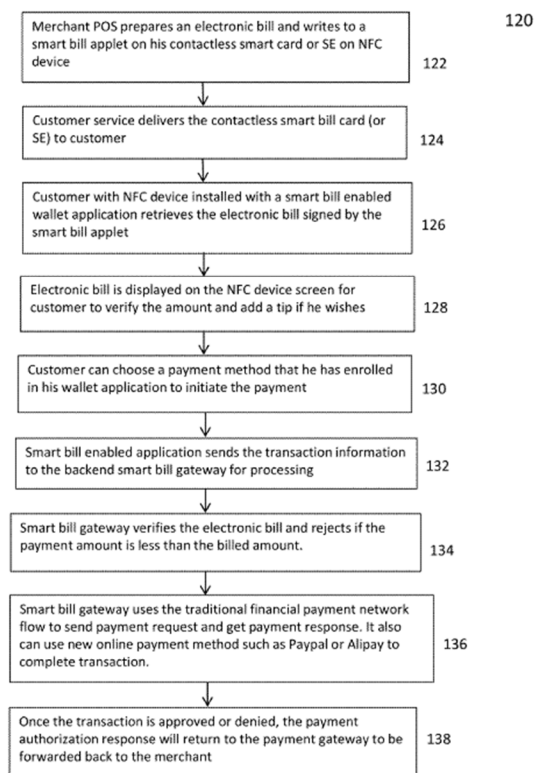 120
Merchant POS prepares an electronic bill and writes to a
smart bill applet on his contactless smart card or SE on NFC
device
122
Customer service delivers the contactless smart bill card (or
SE) to customer
124
Customer with NFC device installed with a smart bill enabled
wallet application retrieves the electronic bill signed by the
smart bill applet
126
Electronic bill is displayed on the NFC device screen for
customer to verify the amount and add a tip if he wishes
128
Customer can choose a payment method that he has enrolled
in his wallet application to initiate the payment
130
Smart bill enabled application sends the transaction information
to the backend smart bill gateway for processing
132
Smart bill gateway verifies the electronic bill and rejects if the
payment amount is less than the billed amount.
134
Smart bill gateway uses the traditional financial payment network
flow to send payment request and get payment response. It also
can use new online payment method such as Paypal or Alipay to
complete transaction.
136
Once the transaction is approved or denied, the payment
authorization response will return to the payment gateway to be
forwarded back to the merchant
138